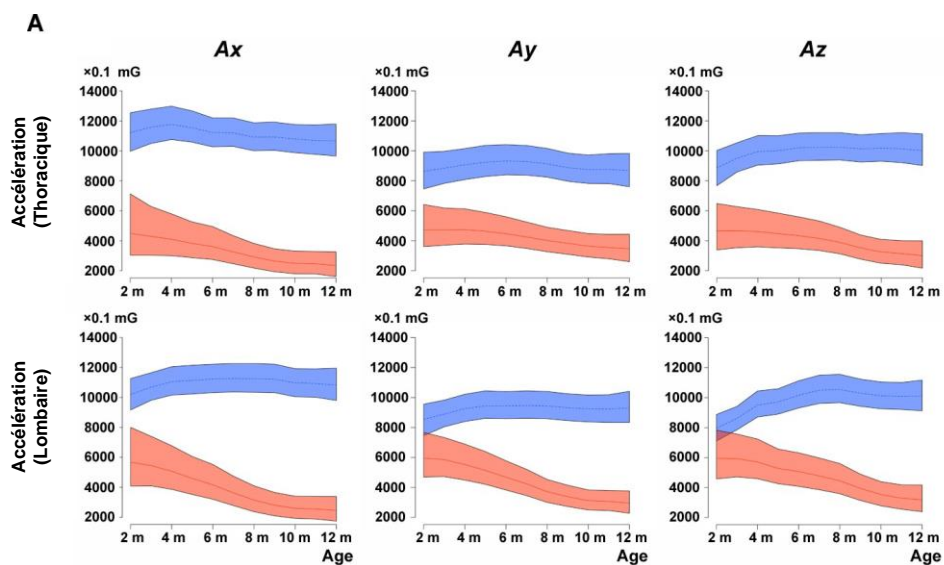 A
Ax Ay Az
×0.1 mG ×0.1 mG ×0.1 mG
Accélération
(Thoracique)
14000 14000 14000
12000 12000 12000
10000 10000 10000
8000 8000 8000
6000 6000 6000
4000 4000 4000
2000 2000 2000
2 m 4 m 6 m 8 m 10 m 12 m 2 m 4 m 6 m 8 m 10 m 12 m 2 m 4 m 6 m 8 m 10 m 12 m
×0.1 mG ×0.1 mG ×0.1 mG
Accélération
(Lombaire)
14000 14000 14000
12000 12000 12000
10000 10000 10000
8000 8000 8000
6000 6000 6000
4000 4000 4000
2000 2000 2000
2 m 4 m 6 m 8 m 10 m 12 m 2 m 4 m 6 m 8 m 10 m 12 m 2 m 4 m 6 m 8 m 10 m 12 m
Age Age Age